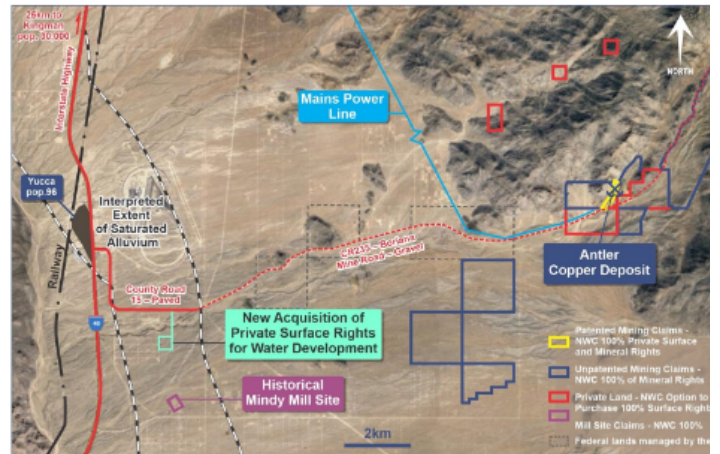 26km to
Kingman
pop. 30,000
Interstate Highway
NORTH
Mains Power
Line
Yucca
pop.96
Interpreted
Extent
of Saturated
Alluvium
Railway
CR235 – Boriana
Mine Road – Gravel
Antler
Copper Deposit
County Road
15 – Paved
40
New Acquisition of
Private Surface Rights
for Water Development
Historical
Mindy Mill Site
2km
Patented Mining Claims -
NWC 100% Private Surface
and Mineral Rights
Unpatented Mining Claims -
NWC 100% of Mineral Rights
Private Land - NWC Option to
Purchase 100% Surface Rights
Mill Site Claims - NWC 100%
Federal lands managed by the